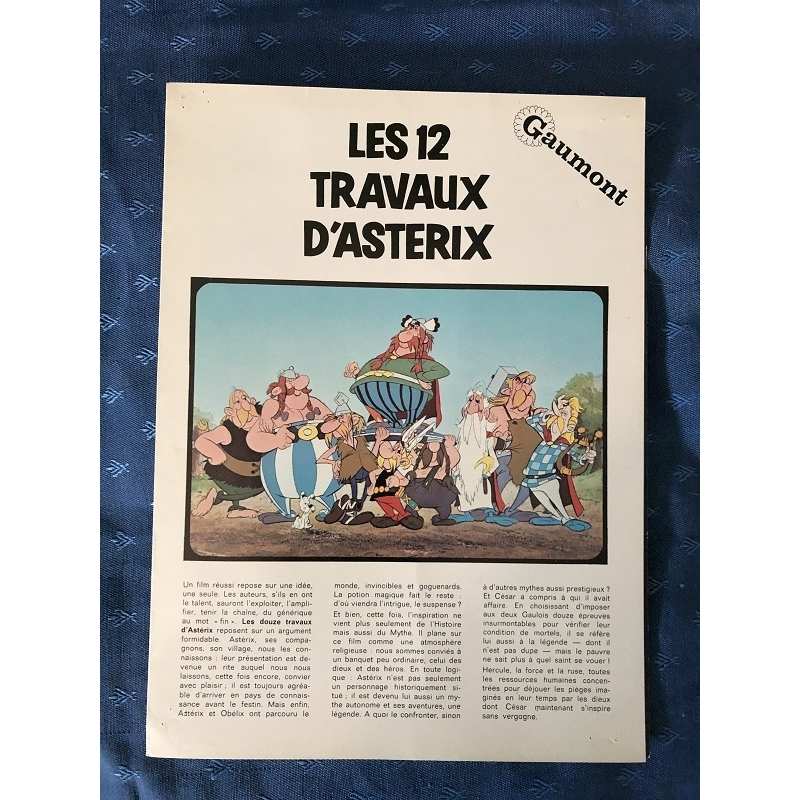 LES 12
TRAVAUX
D'ASTERIX
Gaumont
Un film réussi repose sur une idée,
une seule. Les auteurs, s'ils en ont
le talent, sauront l'exploiter, l'ampli-
fier, tenir la chaîne, du générique
au mot « fin ». Les douze travaux
d'Astérix reposent sur un argument
formidable. Astérix, ses compa-
gnons, son village, nous les con-
naissons : leur présentation est de-
venue un rite auquel nous nous
laissons, cette fois encore, convier
avec plaisir ; il est toujours agréa-
ble d'arriver en pays de connais-
sance avant le festin. Mais enfin,
Astérix et Obélix ont parcouru le
monde, invincibles et goguenards.
La potion magique fait le reste :
d'où viendra l'intrigue, le suspense ?
Et bien, cette fois, l'inspiration ne
vient plus seulement de l'Histoire
mais aussi du Mythe. Il plane sur
ce film comme une atmosphère
religieuse : nous sommes conviés à
un banquet peu ordinaire, celui des
dieux et des héros. En toute logi-
que : Astérix n'est pas seulement
un personnage historiquement si-
tué ; il est devenu lui aussi un my-
the autonome et ses aventures, une
légende. A quoi le confronter, sinon
à d'autres mythes aussi prestigieux ?
Et César a compris à qui il avait
affaire. En choisissant d'imposer
aux deux Gaulois douze épreuves
insurmontables pour vérifier leur
condition de mortels, il se réfère
lui aussi à la légende — dont il
n'est pas dupe — mais le pauvre
ne sait plus à quel saint se vouer !
Hercule, la force et la ruse, toutes
les ressources humaines concen-
trées pour déjouer les pièges ima-
ginés en leur temps par les dieux
dont César maintenant s'inspire
sans vergogne.